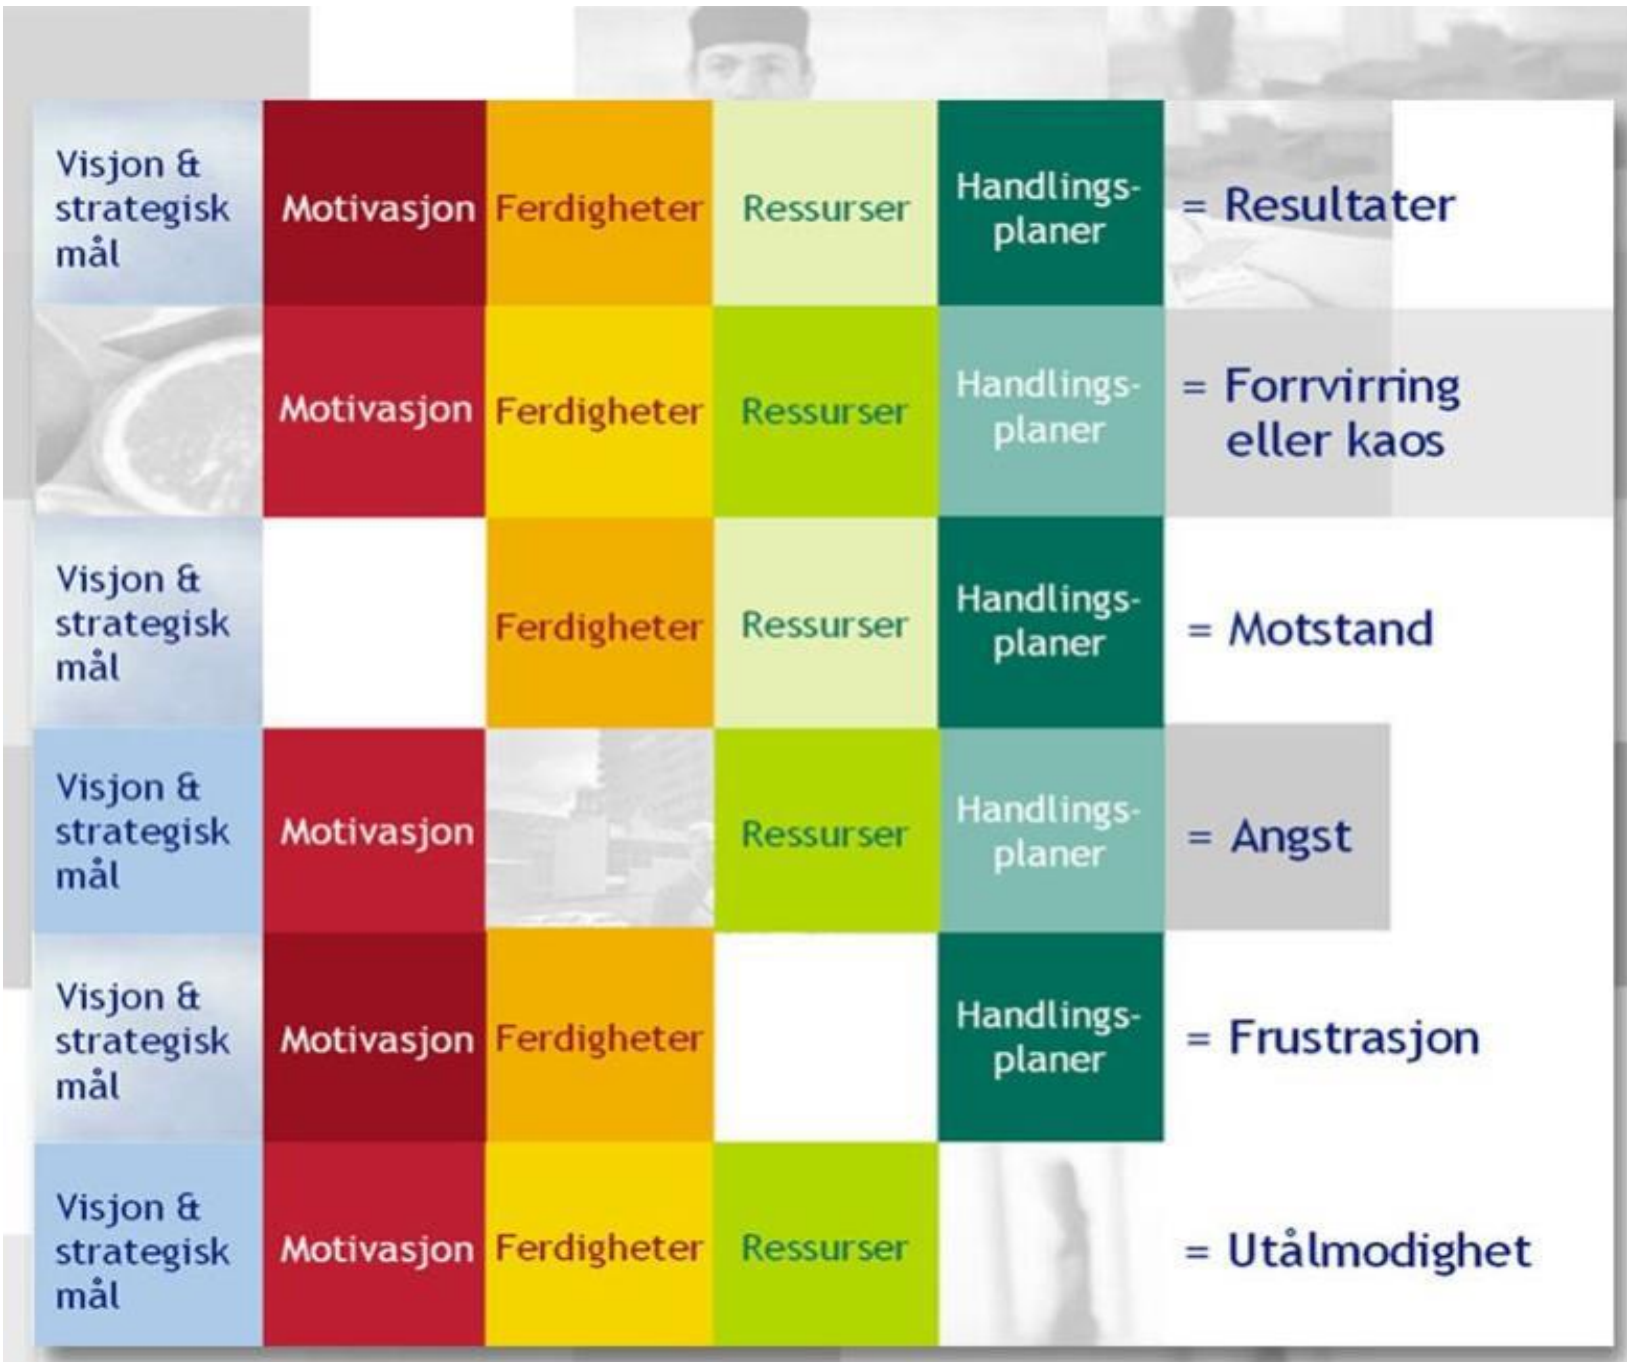 Visjon &
strategisk
mål
Motivasjon
Ferdigheter
Ressurser
Handlings-
planer
= Resultater
Motivasjon
Ferdigheter
Ressurser
Handlings-
planer
= Forrvirring
eller kaos
Visjon &
strategisk
mål
Ferdigheter
Ressurser
Handlings-
planer
= Motstand
Visjon &
strategisk
mål
Motivasjon
Ressurser
Handlings-
planer
= Angst
Visjon &
strategisk
mål
Motivasjon
Ferdigheter
Handlings-
planer
= Frustrasjon
Visjon &
strategisk
mål
Motivasjon
Ferdigheter
Ressurser
= Utålmodighet